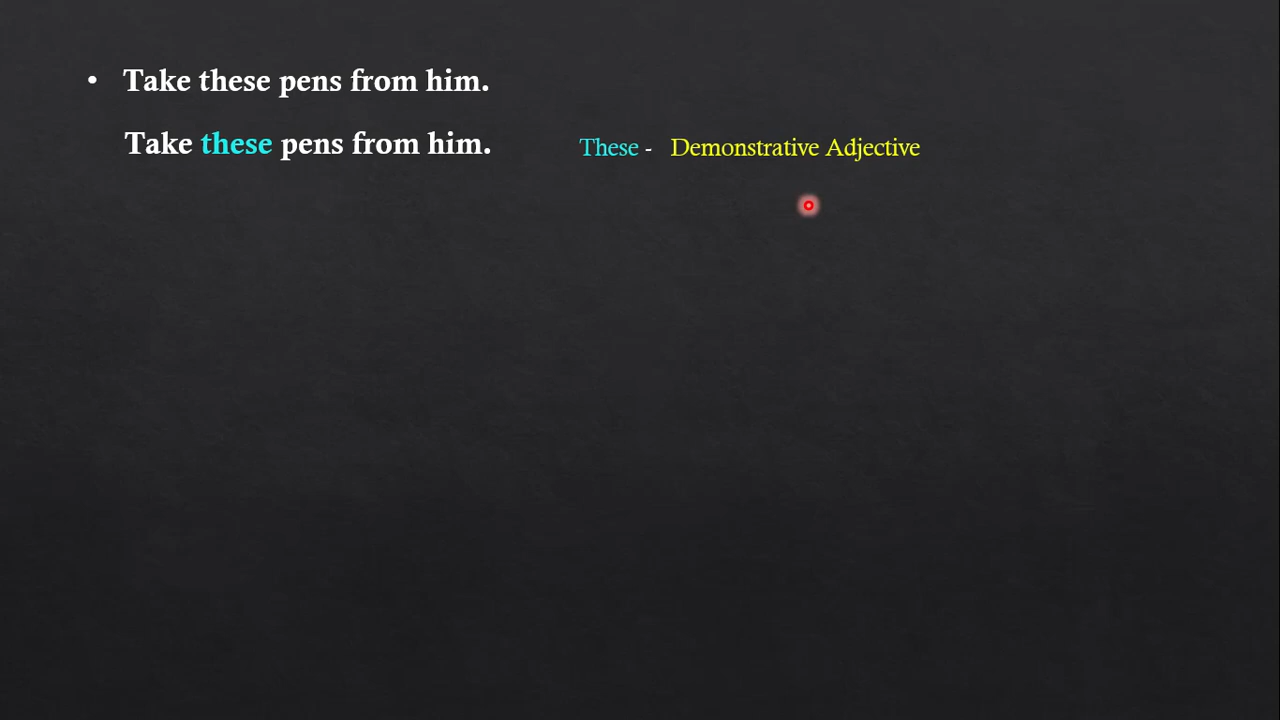 • Take these pens from him.
Take these pens from him. These - Demonstrative Adjective